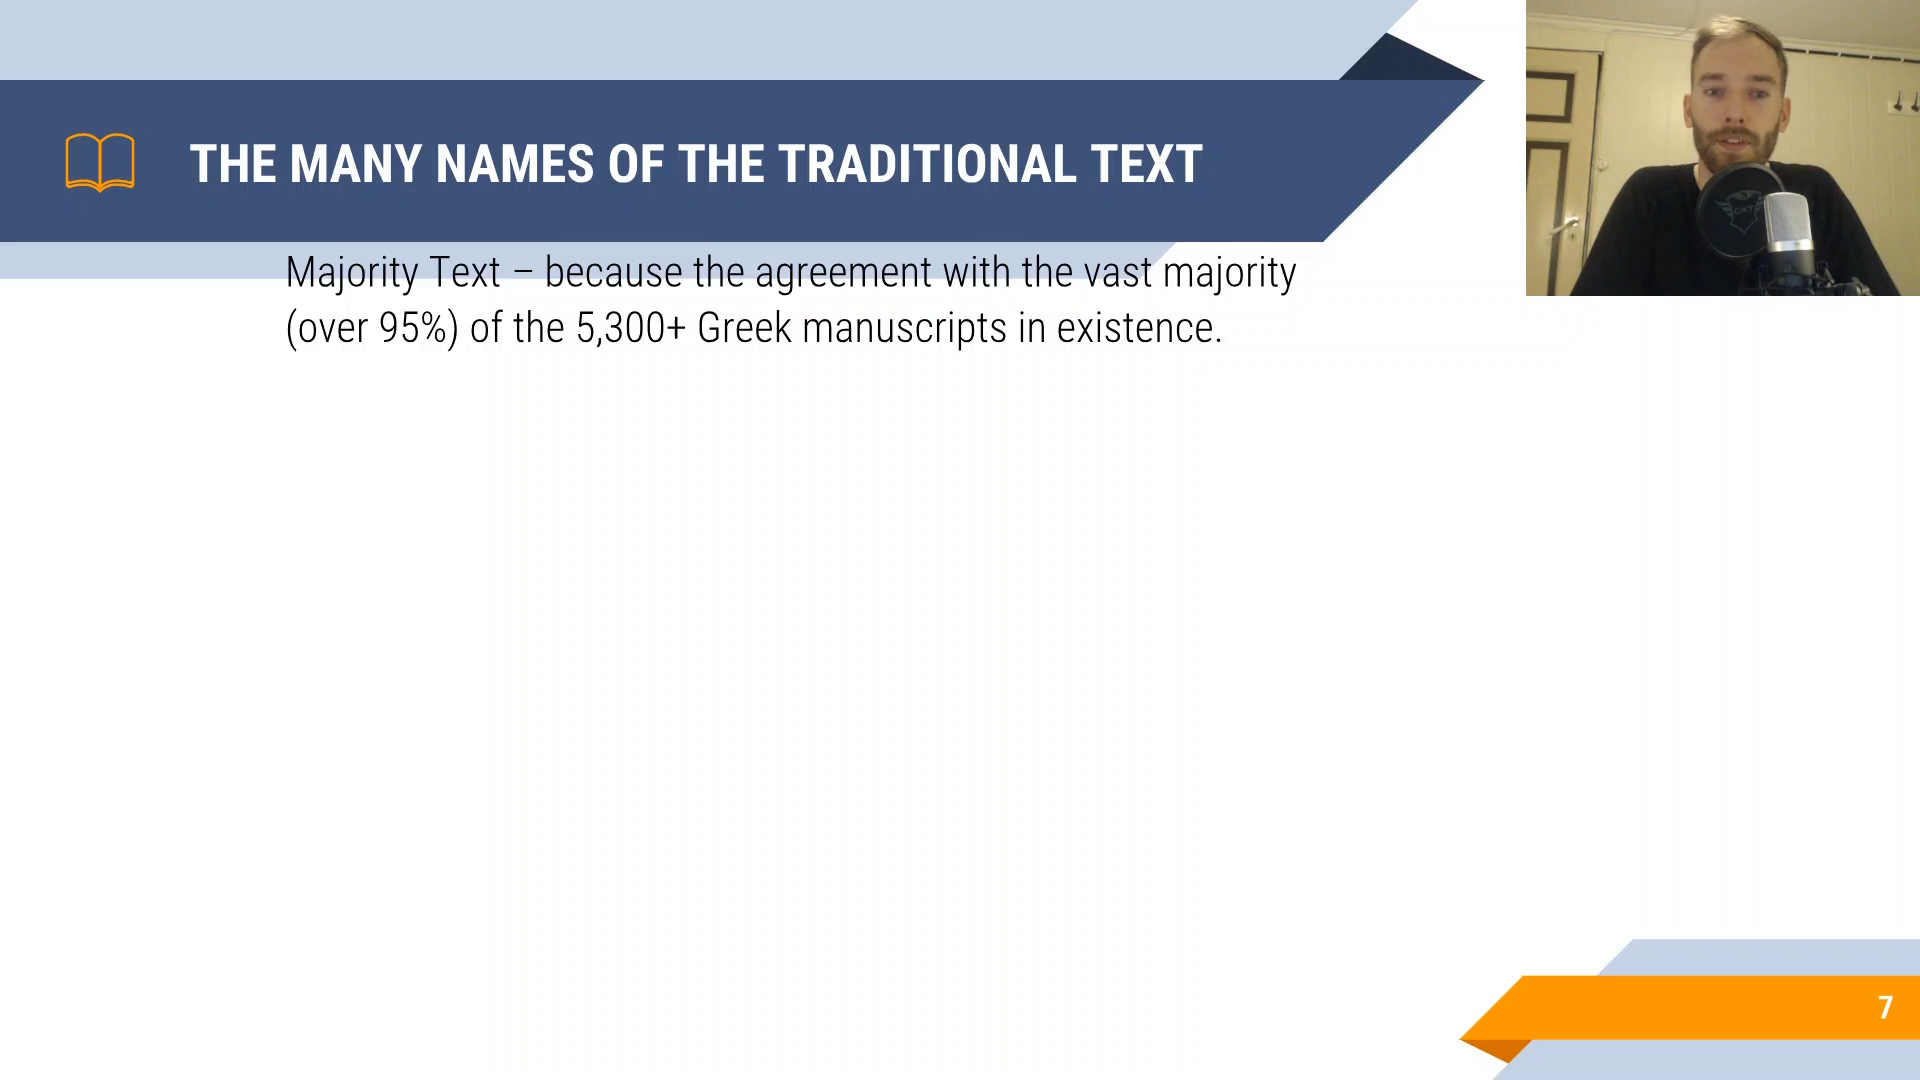 THE MANY NAMES OF THE TRADITIONAL TEXT
Majority Text – because the agreement with the vast majority
(over 95%) of the 5,300+ Greek manuscripts in existence.
7